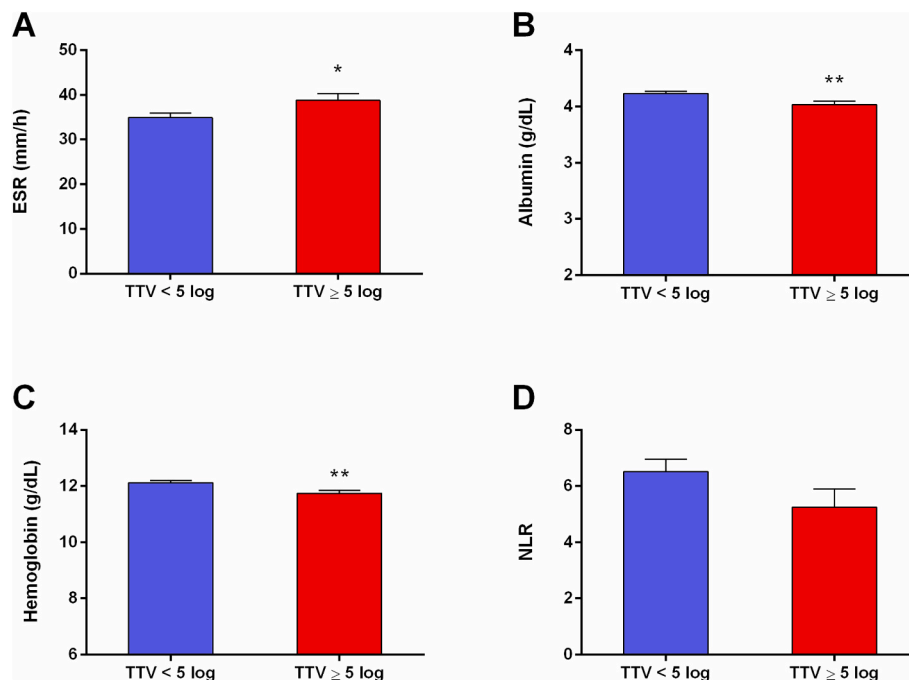 A
ESR (mm/h)
50
40
30
20
10
0
*
TTV < 5 log
TTV ≥ 5 log
B
Albumin (g/dL)
4
4
3
3
2
**
TTV < 5 log
TTV ≥ 5 log
C
Hemoglobin (g/dL)
14
12
10
8
6
**
TTV < 5 log
TTV ≥ 5 log
D
NLR
8
6
4
2
0
TTV < 5 log
TTV ≥ 5 log